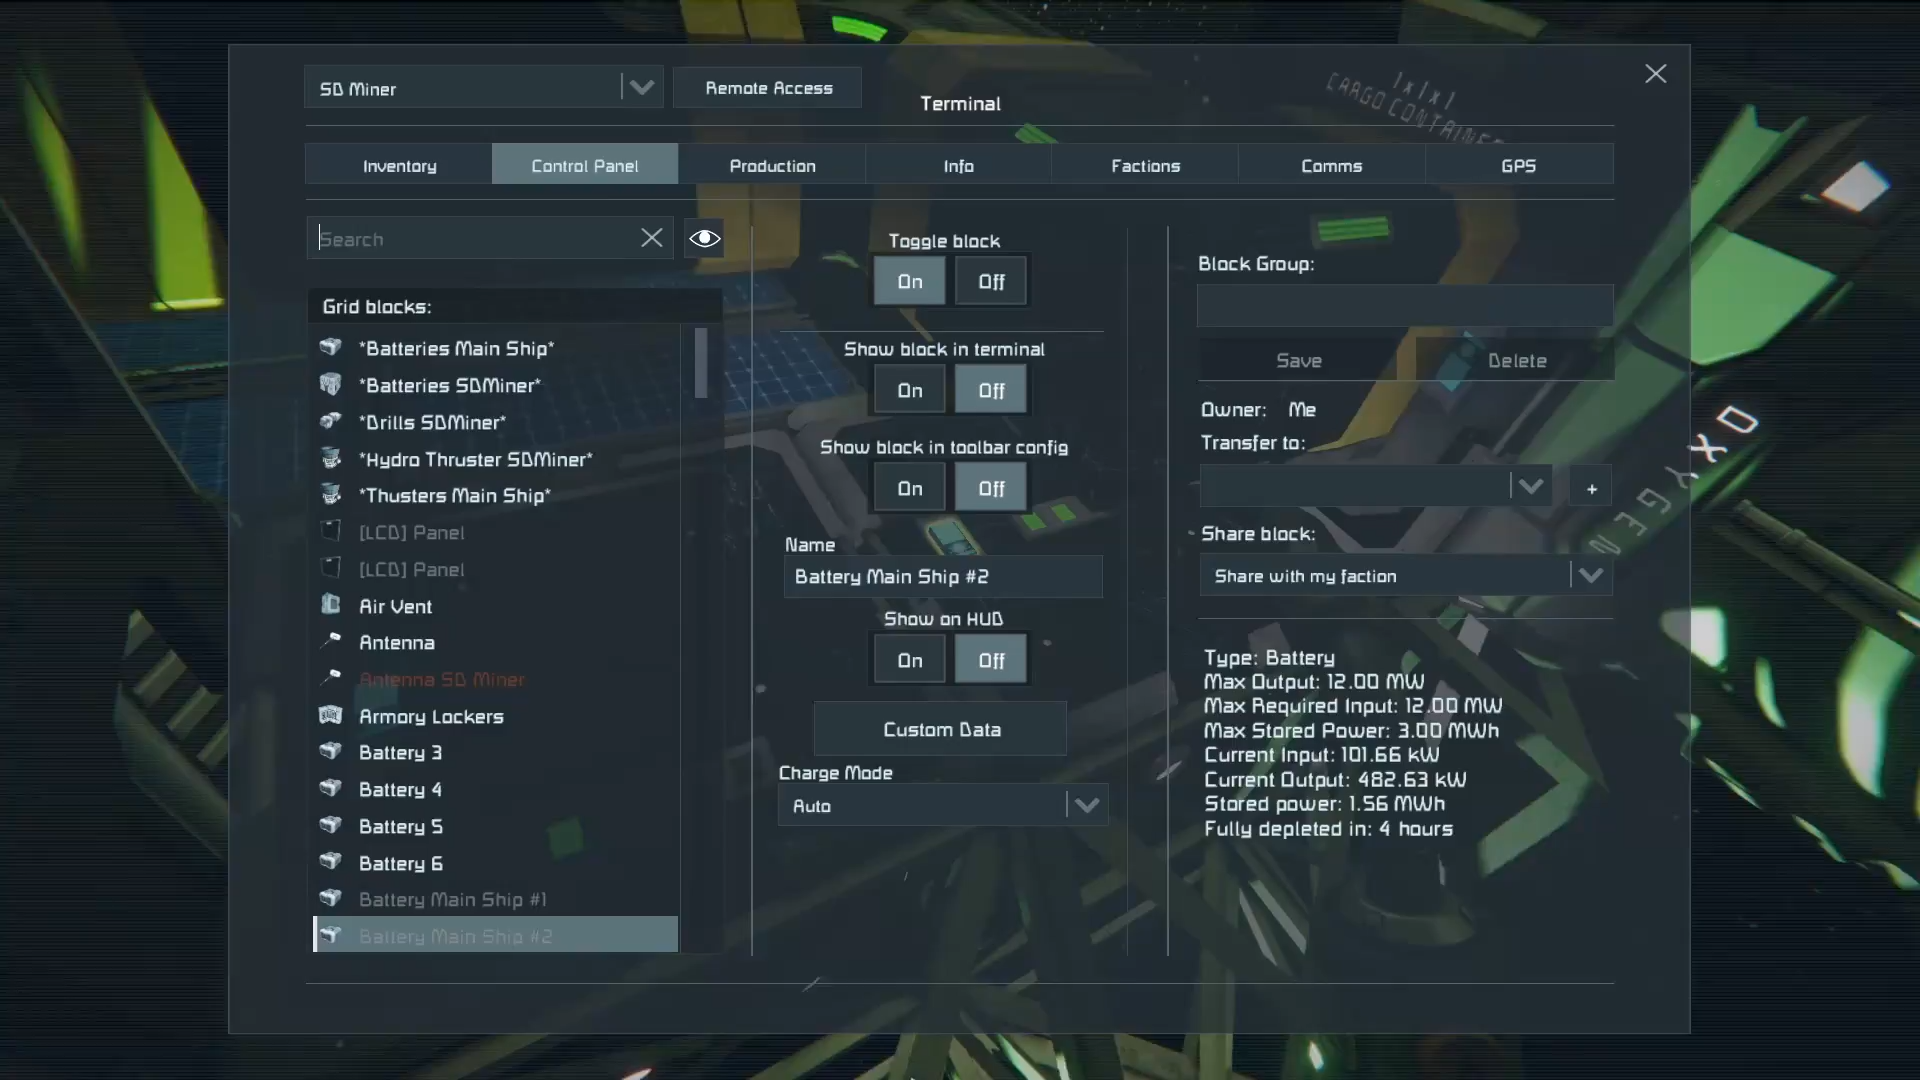 1x1x1
CARGO CONTAINER
SD Miner
Remote Access
Terminal
Inventory
Control Panel
Production
Info
Factions
Comms
GPS
Search
Grid blocks:
*Batteries Main Ship*
*Batteries SDMiner*
*Drills SDMiner*
*Hydro Thruster SDMiner*
*Thusters Main Ship*
[LCD] Panel
[LCD] Panel
Air Vent
Antenna
Antenna SD Miner
Armory Lockers
Battery 3
Battery 4
Battery 5
Battery 6
Battery Main Ship #1
Battery Main Ship #2
Toggle block
On Off
Show block in terminal
On Off
Show block in toolbar config
On Off
Name
Battery Main Ship #2
Show on HUD
On Off
Custom Data
Charge Mode
Auto
Block Group:
Save
Delete
Owner: Me
Transfer to:
+
Share block:
Share with my faction
Type: Battery
Max Output: 12.00 MW
Max Required Input: 12.00 MW
Max Stored Power: 3.00 MWh
Current Input: 101.66 kW
Current Output: 482.63 kW
Stored power: 1.56 MWh
Fully depleted in: 4 hours
OXYGEN